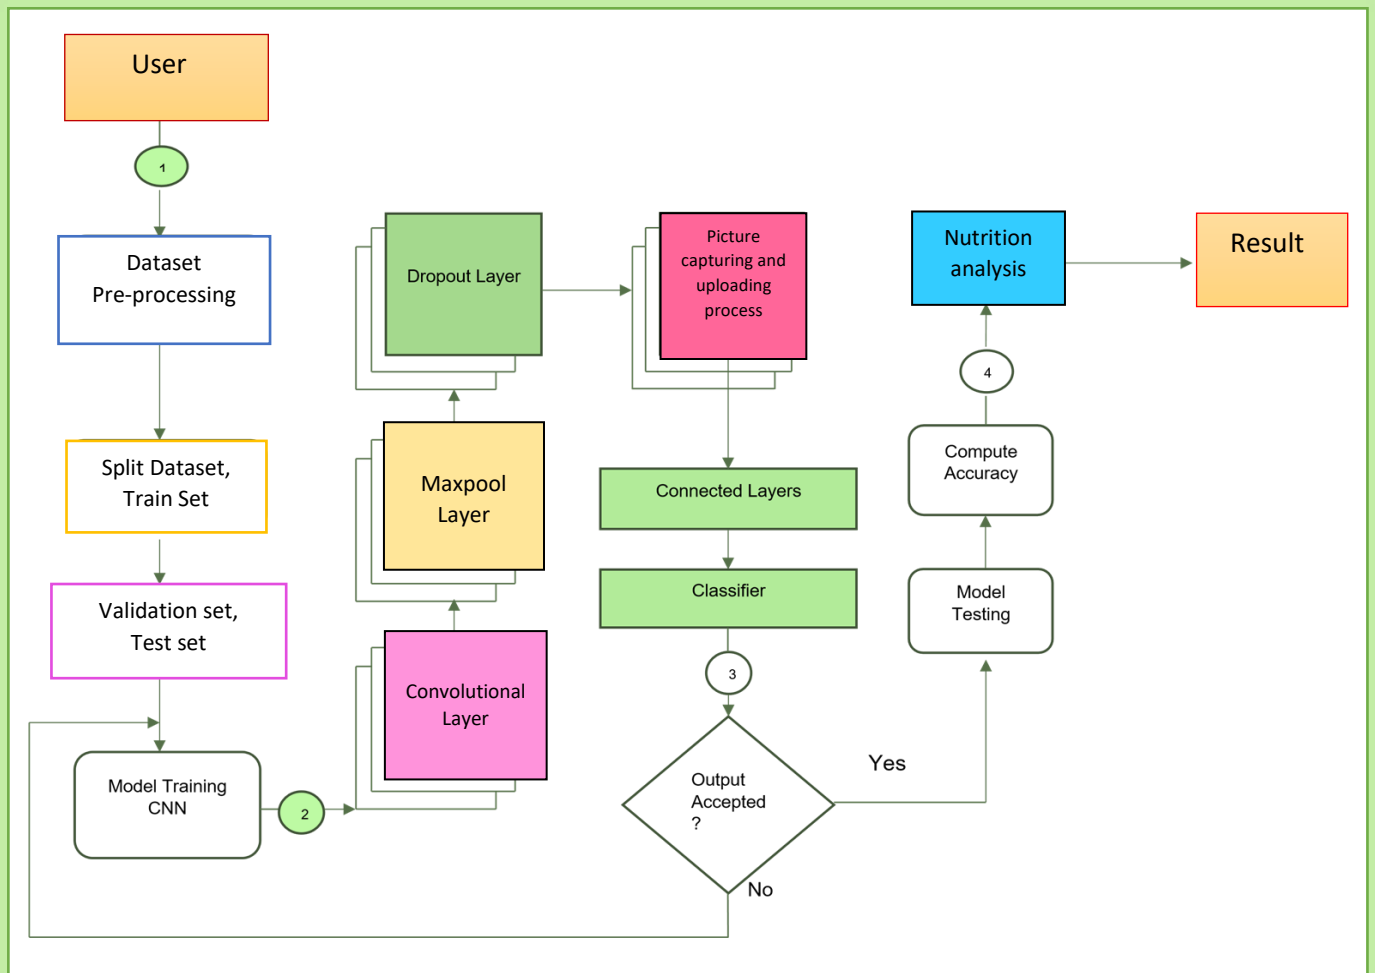 User
1
Dataset
Pre-processing
Split Dataset,
Train Set
Validation set,
Test set
Model Training
CNN
2
Convolutional
Layer
Maxpool
Layer
Dropout Layer
Picture
capturing and
uploading
process
Connected Layers
Classifier
3
Output
Accepted
?
No
Yes
Model
Testing
Compute
Accuracy
4
Nutrition
analysis
Result